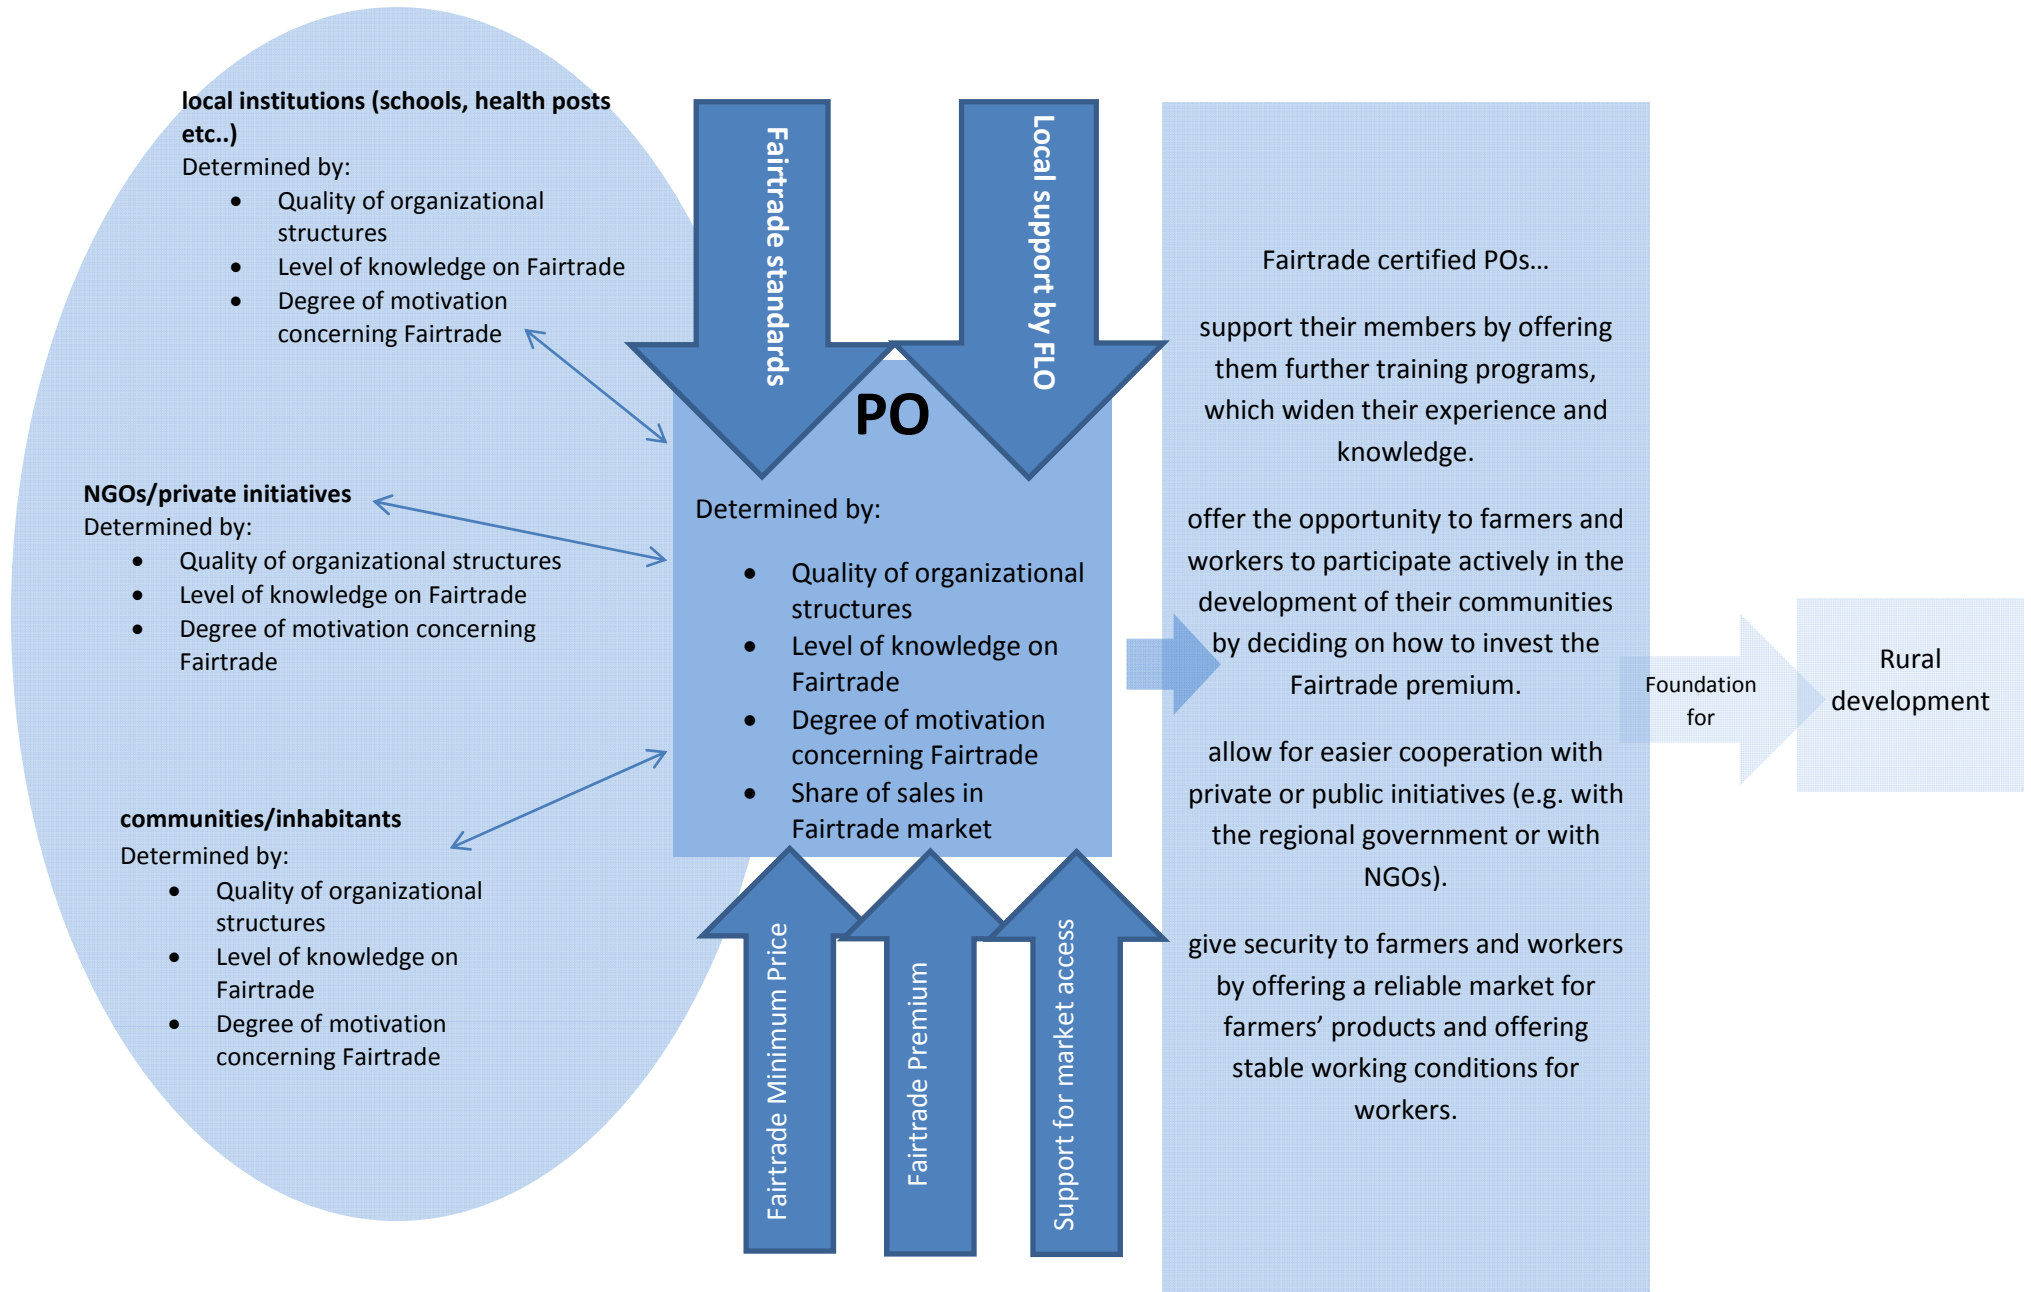 local institutions (schools, health posts
etc..)
Determined by:
• Quality of organizational
structures
• Level of knowledge on Fairtrade
• Degree of motivation
concerning Fairtrade
NGOs/private initiatives
Determined by:
• Quality of organizational structures
• Level of knowledge on Fairtrade
• Degree of motivation concerning
Fairtrade
communities/inhabitants
Determined by:
• Quality of organizational
structures
• Level of knowledge on
Fairtrade
• Degree of motivation
concerning Fairtrade
Fairtrade standards
Local support by FLO
PO
Determined by:
• Quality of organizational
structures
• Level of knowledge on
Fairtrade
• Degree of motivation
concerning Fairtrade
• Share of sales in
Fairtrade market
Fairtrade Minimum Price
Fairtrade Premium
Support for market access
Fairtrade certified POs…
support their members by offering
them further training programs,
which widen their experience and
knowledge.
offer the opportunity to farmers and
workers to participate actively in the
development of their communities
by deciding on how to invest the
Fairtrade premium.
allow for easier cooperation with
private or public initiatives (e.g. with
the regional government or with
NGOs).
give security to farmers and workers
by offering a reliable market for
farmers’ products and offering
stable working conditions for
workers.
Foundation
for
Rural
development